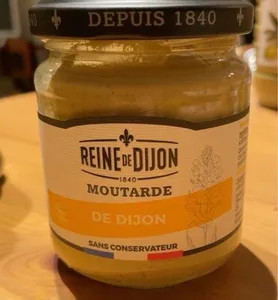 DEPUIS 1840
REINE DE DIJON
1840
MOUTARDE
DE DIJON
SANS CONSERVATEUR